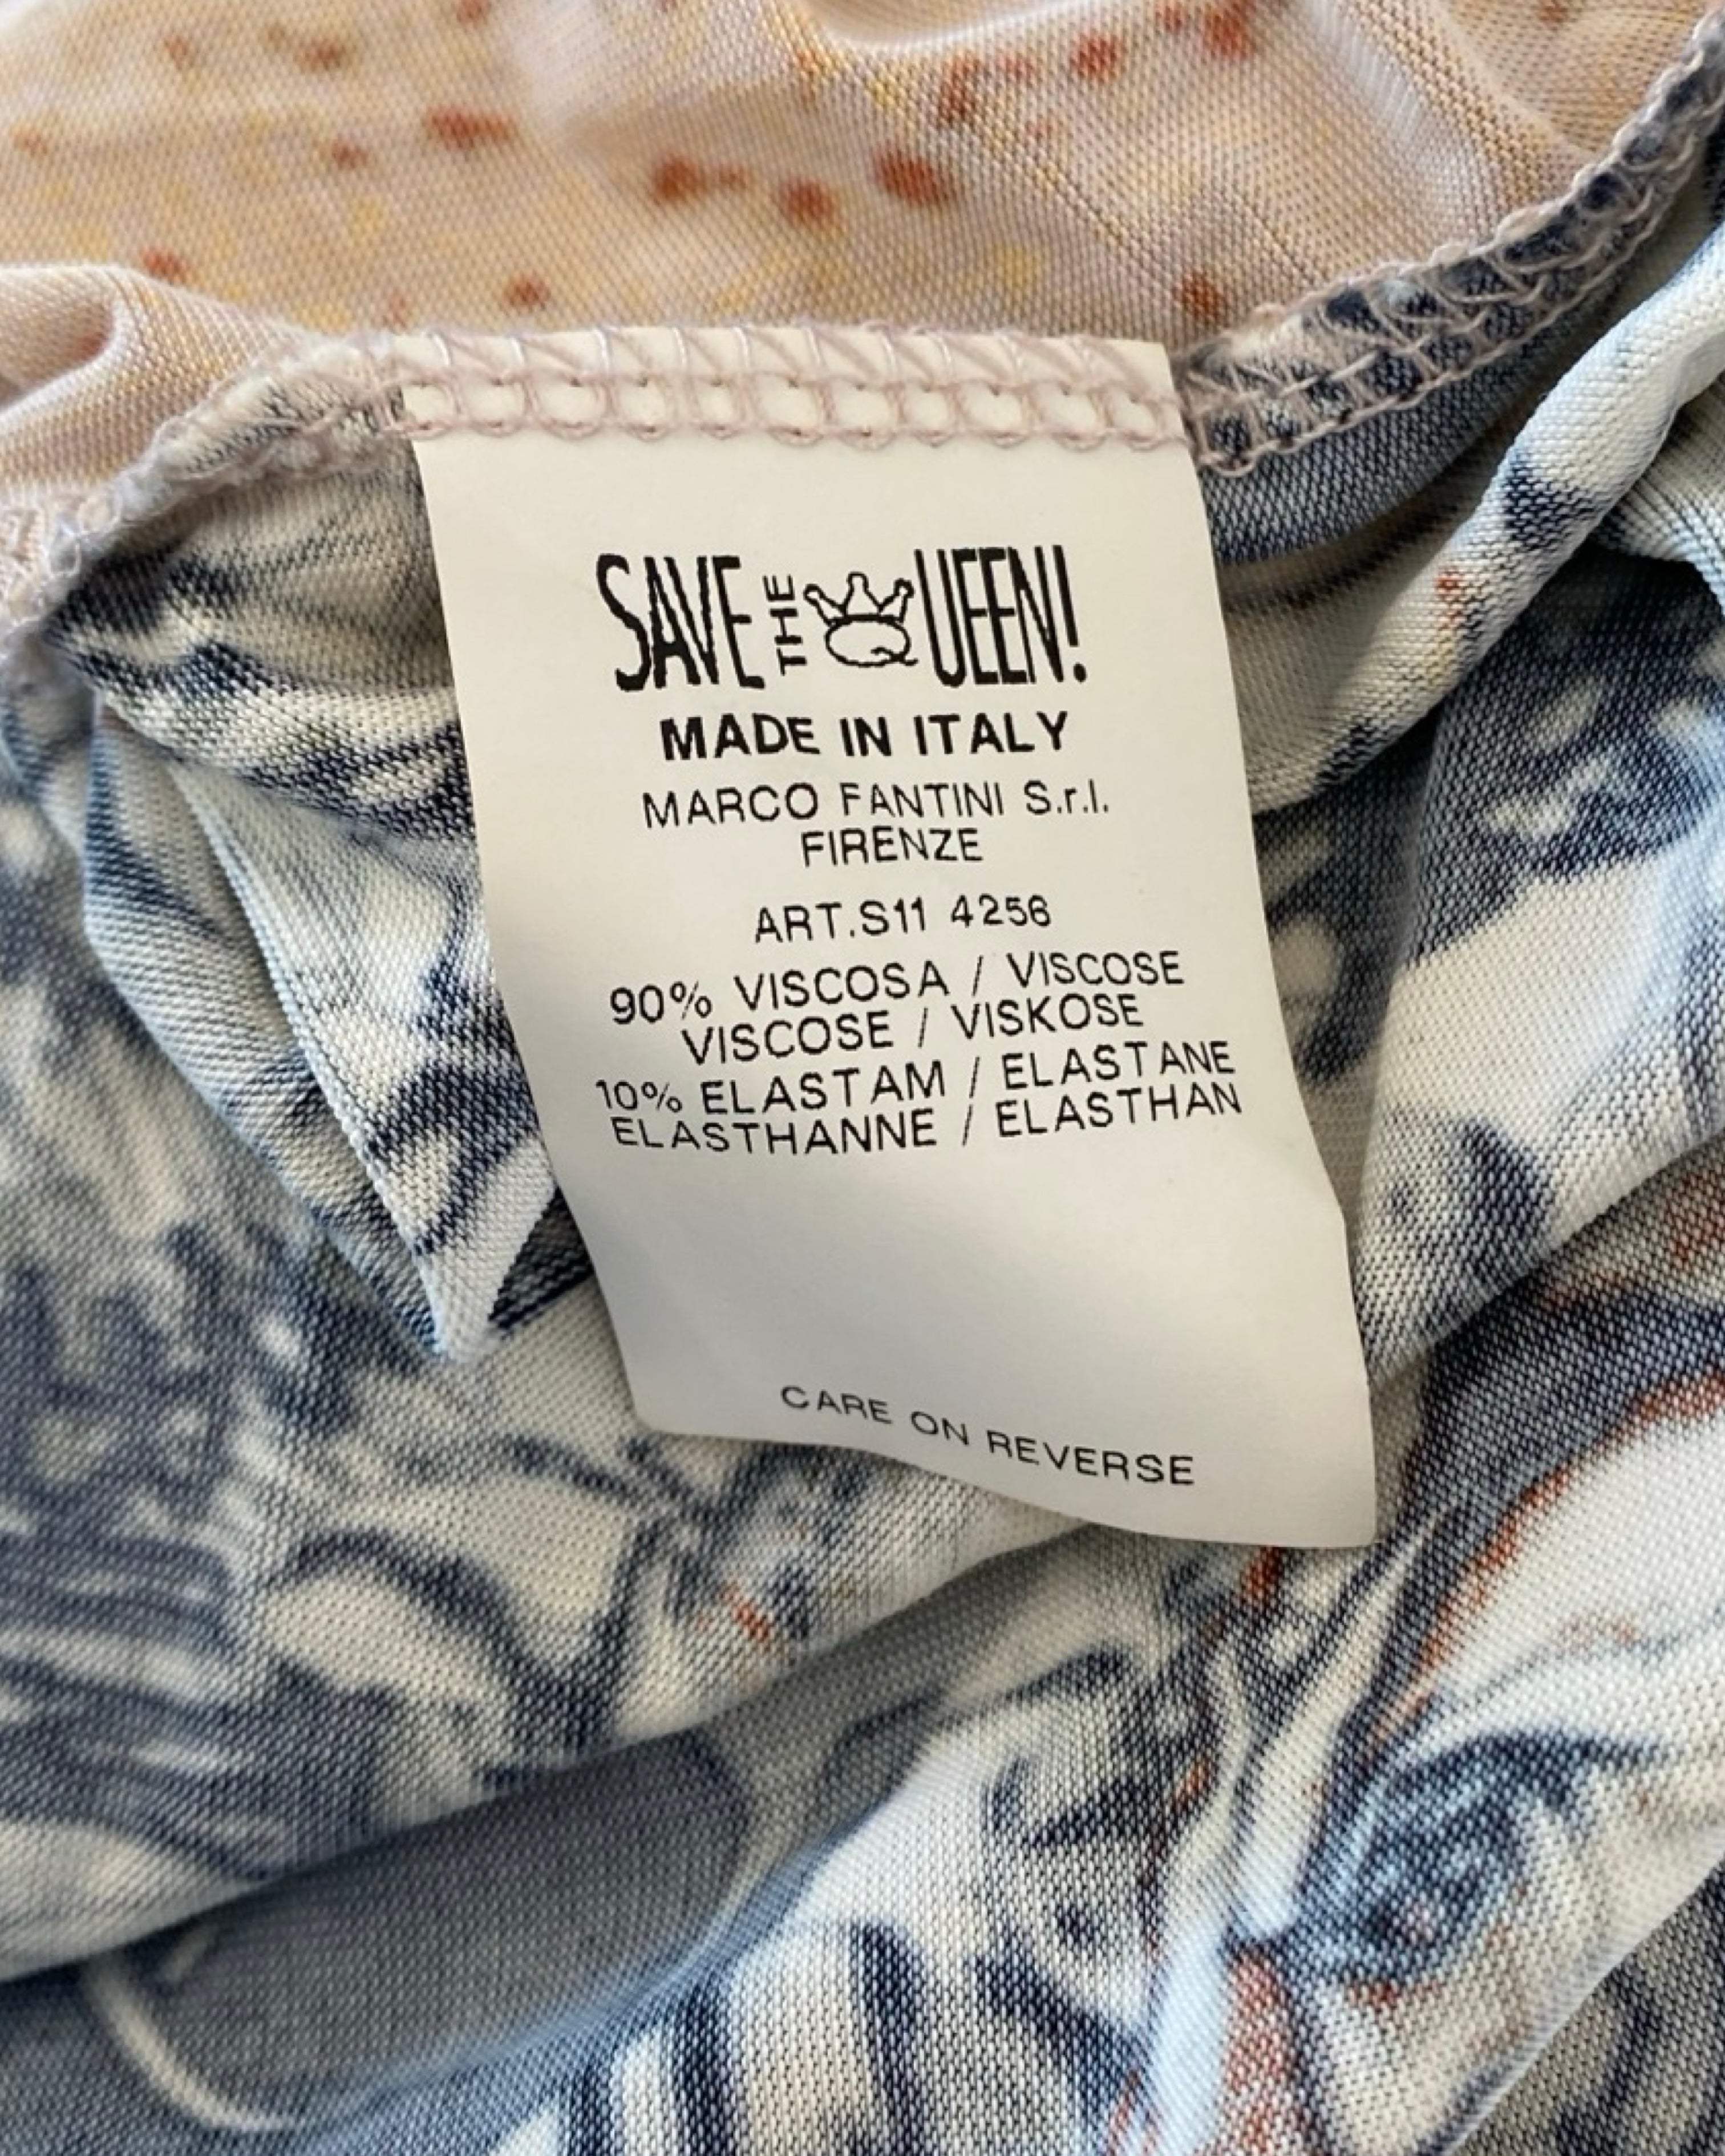 SAVE THE QUEEN!
MADE IN ITALY
MARCO FANTINI S.r.l.
FIRENZE
ART.S11 4256
90% VISCOSA / VISCOSE
VISCOSE / VISKOSE
10% ELASTAM / ELASTANE
ELASTHANNE / ELASTHAN
CARE ON REVERSE